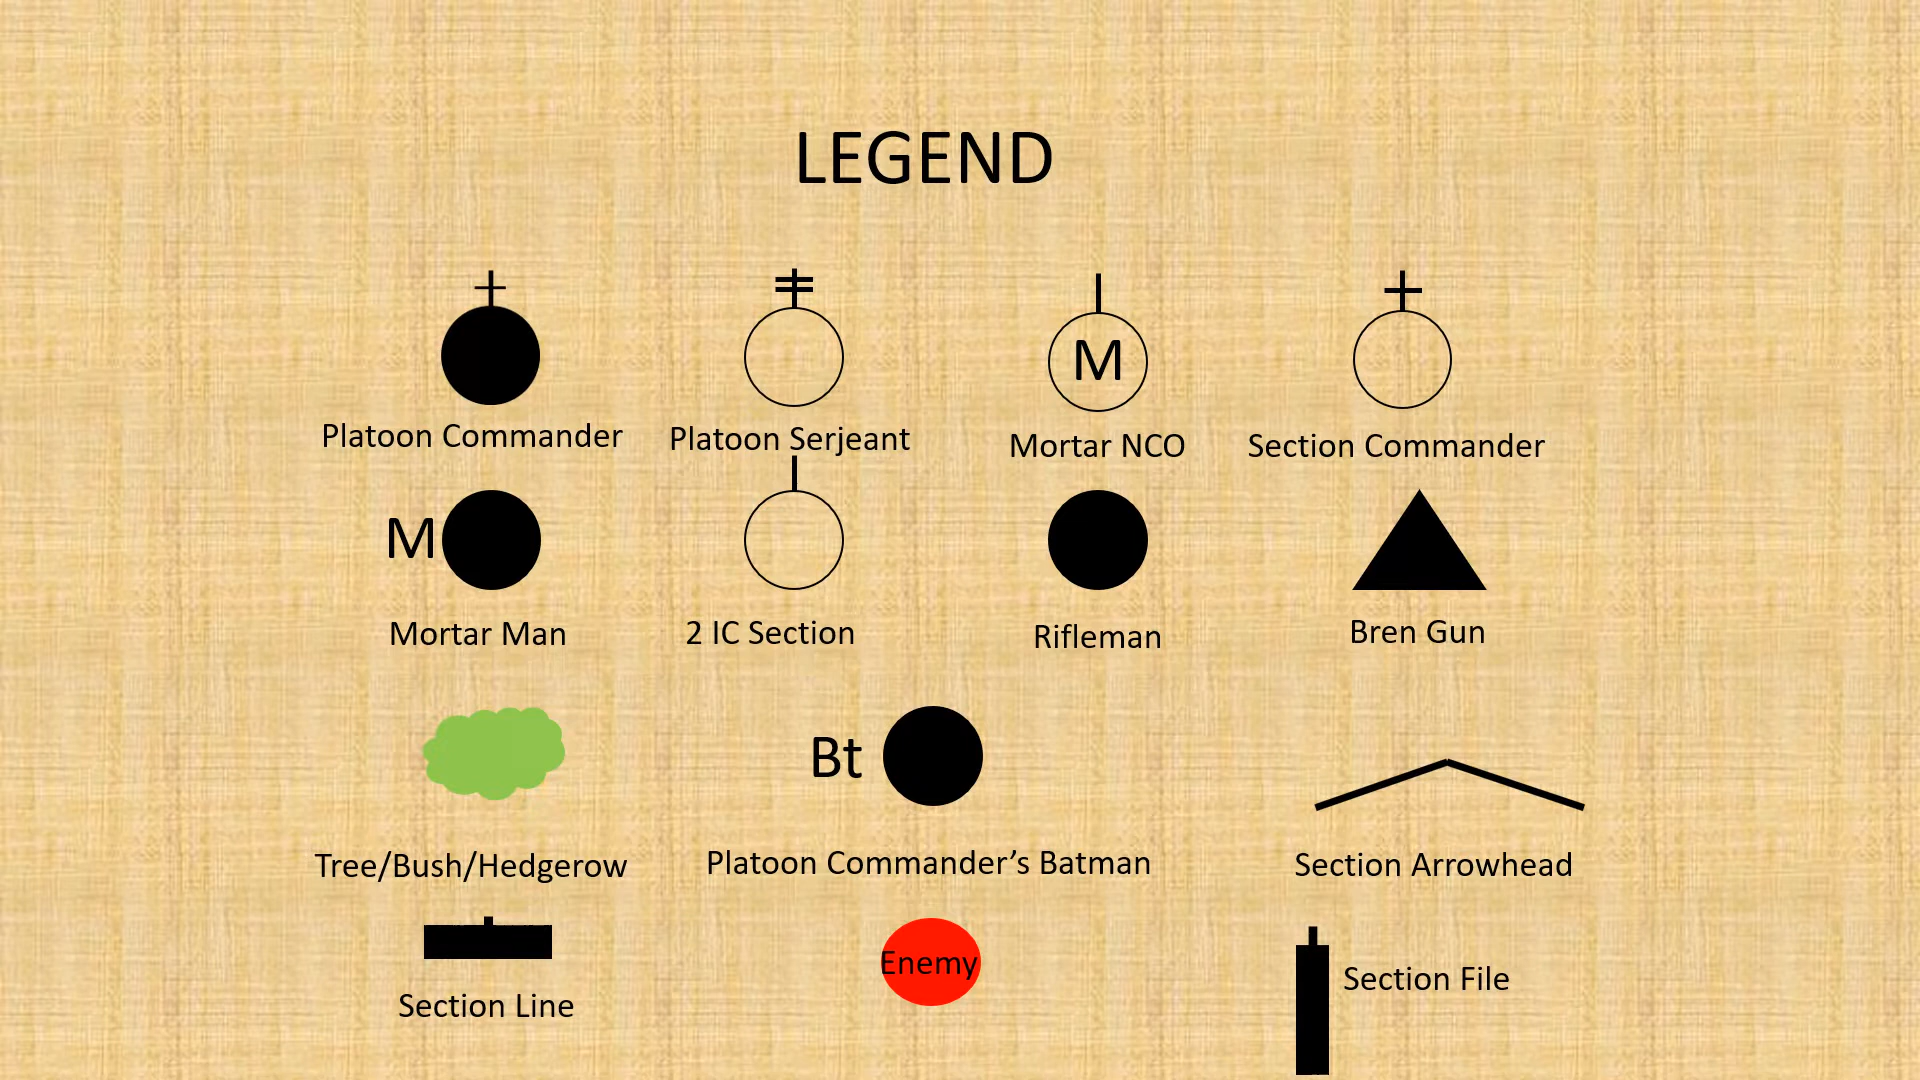 LEGEND
M
Platoon Commander
Platoon Serjeant
Mortar NCO
Section Commander
M
Mortar Man
2 IC Section
Rifleman
Bren Gun
Bt
Tree/Bush/Hedgerow
Platoon Commander’s Batman
Section Arrowhead
Enemy
Section File
Section Line